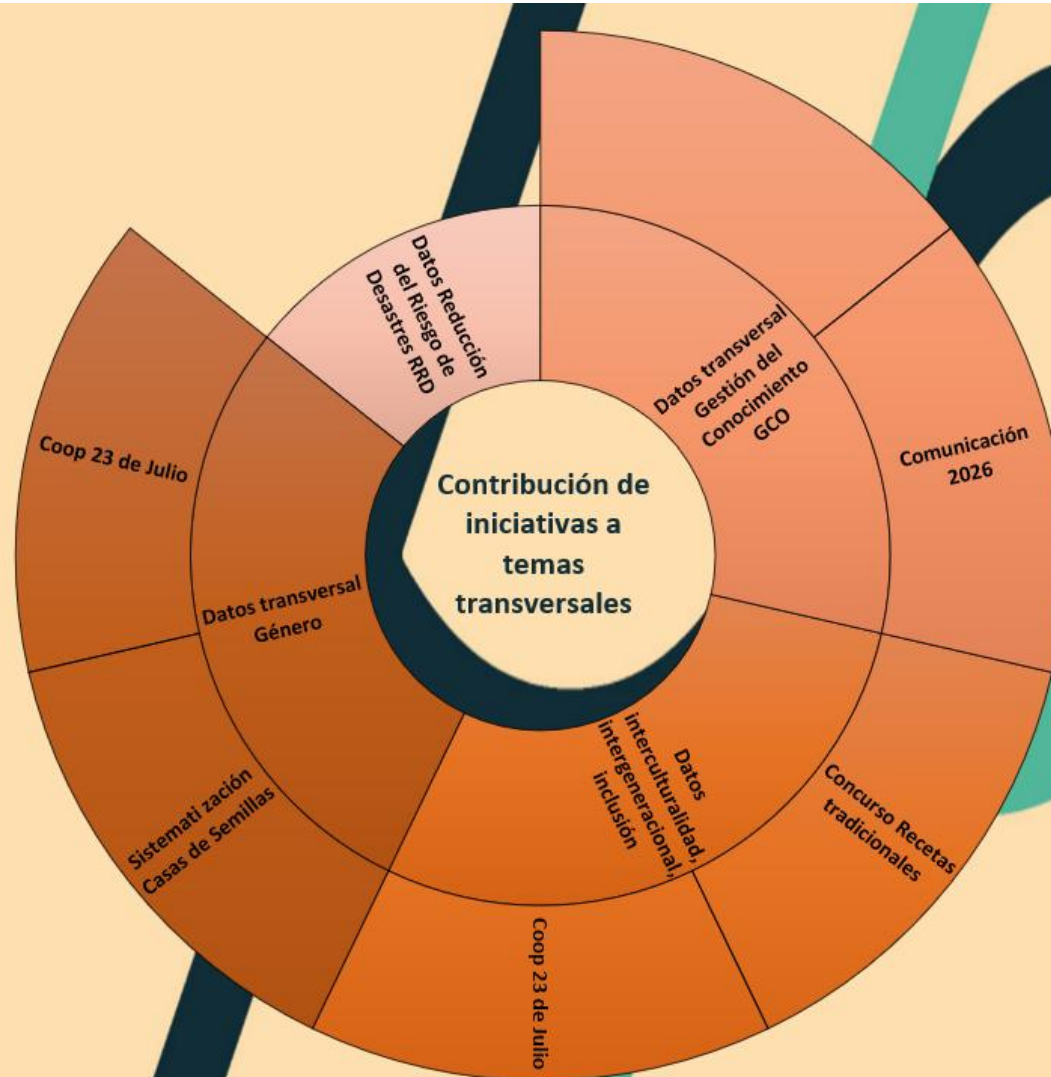 Contribución de
iniciativas a
temas
transversales
Datos transversal
Gestión del
Conocimiento
GCO
Comunicación
2026
Datos
interculturalidad,
intergeneracional,
inclusión
Concurso Recetas
tradicionales
Coop 23 de Julio
Datos transversal
Género
Sistemati zación
Casas de Semillas
Coop 23 de Julio
Datos Reducción
del Riesgo de
Desastres RRD